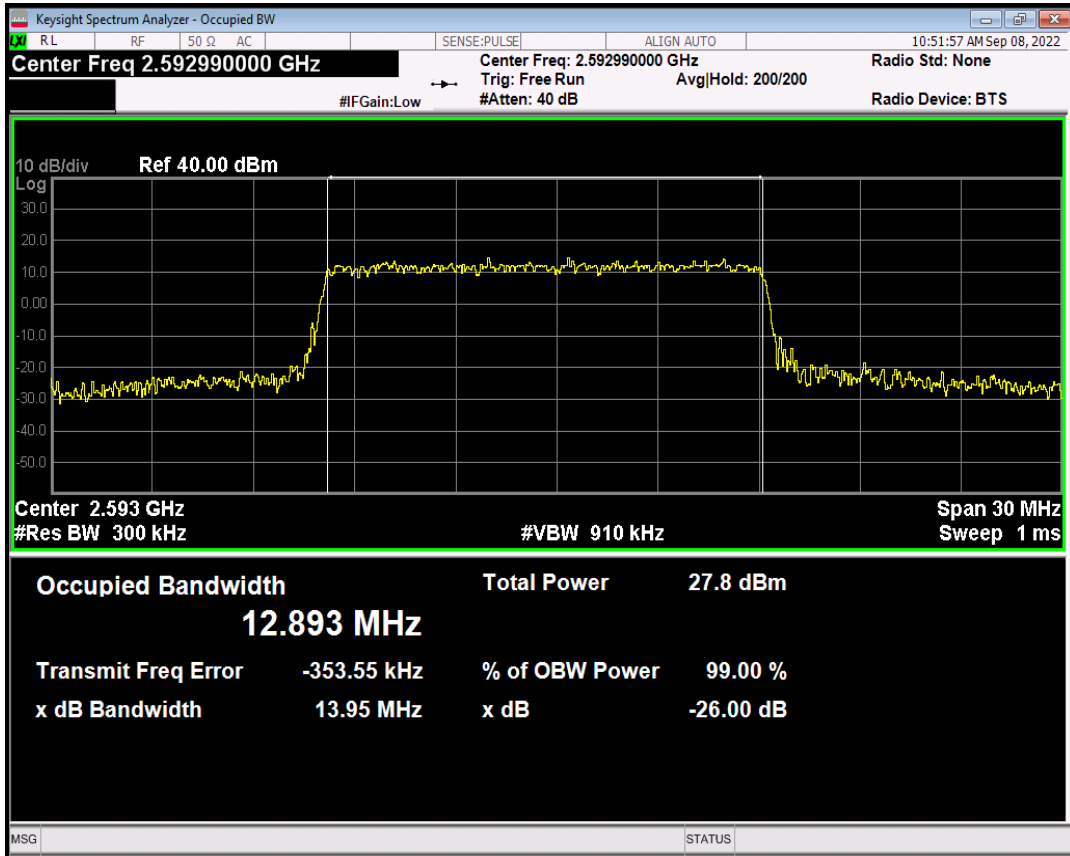 Keysight Spectrum Analyzer - Occupied BW
LXI RL RF 50 Ω AC SENSE:PULSE ALIGN AUTO 10:51:57 AM Sep 08, 2022
Center Freq 2.592990000 GHz Center Freq: 2.592990000 GHz Radio Std: None
Trig: Free Run Avg|Hold: 200/200
#IFGain:Low #Atten: 40 dB Radio Device: BTS
10 dB/div Ref 40.00 dBm
Log
30.0
20.0
10.0
0.00
-10.0
-20.0
-30.0
-40.0
-50.0
Center 2.593 GHz Span 30 MHz
#Res BW 300 kHz #VBW 910 kHz Sweep 1 ms
Occupied Bandwidth Total Power 27.8 dBm
12.893 MHz
Transmit Freq Error -353.55 kHz % of OBW Power 99.00 %
x dB Bandwidth 13.95 MHz x dB -26.00 dB
MSG STATUS